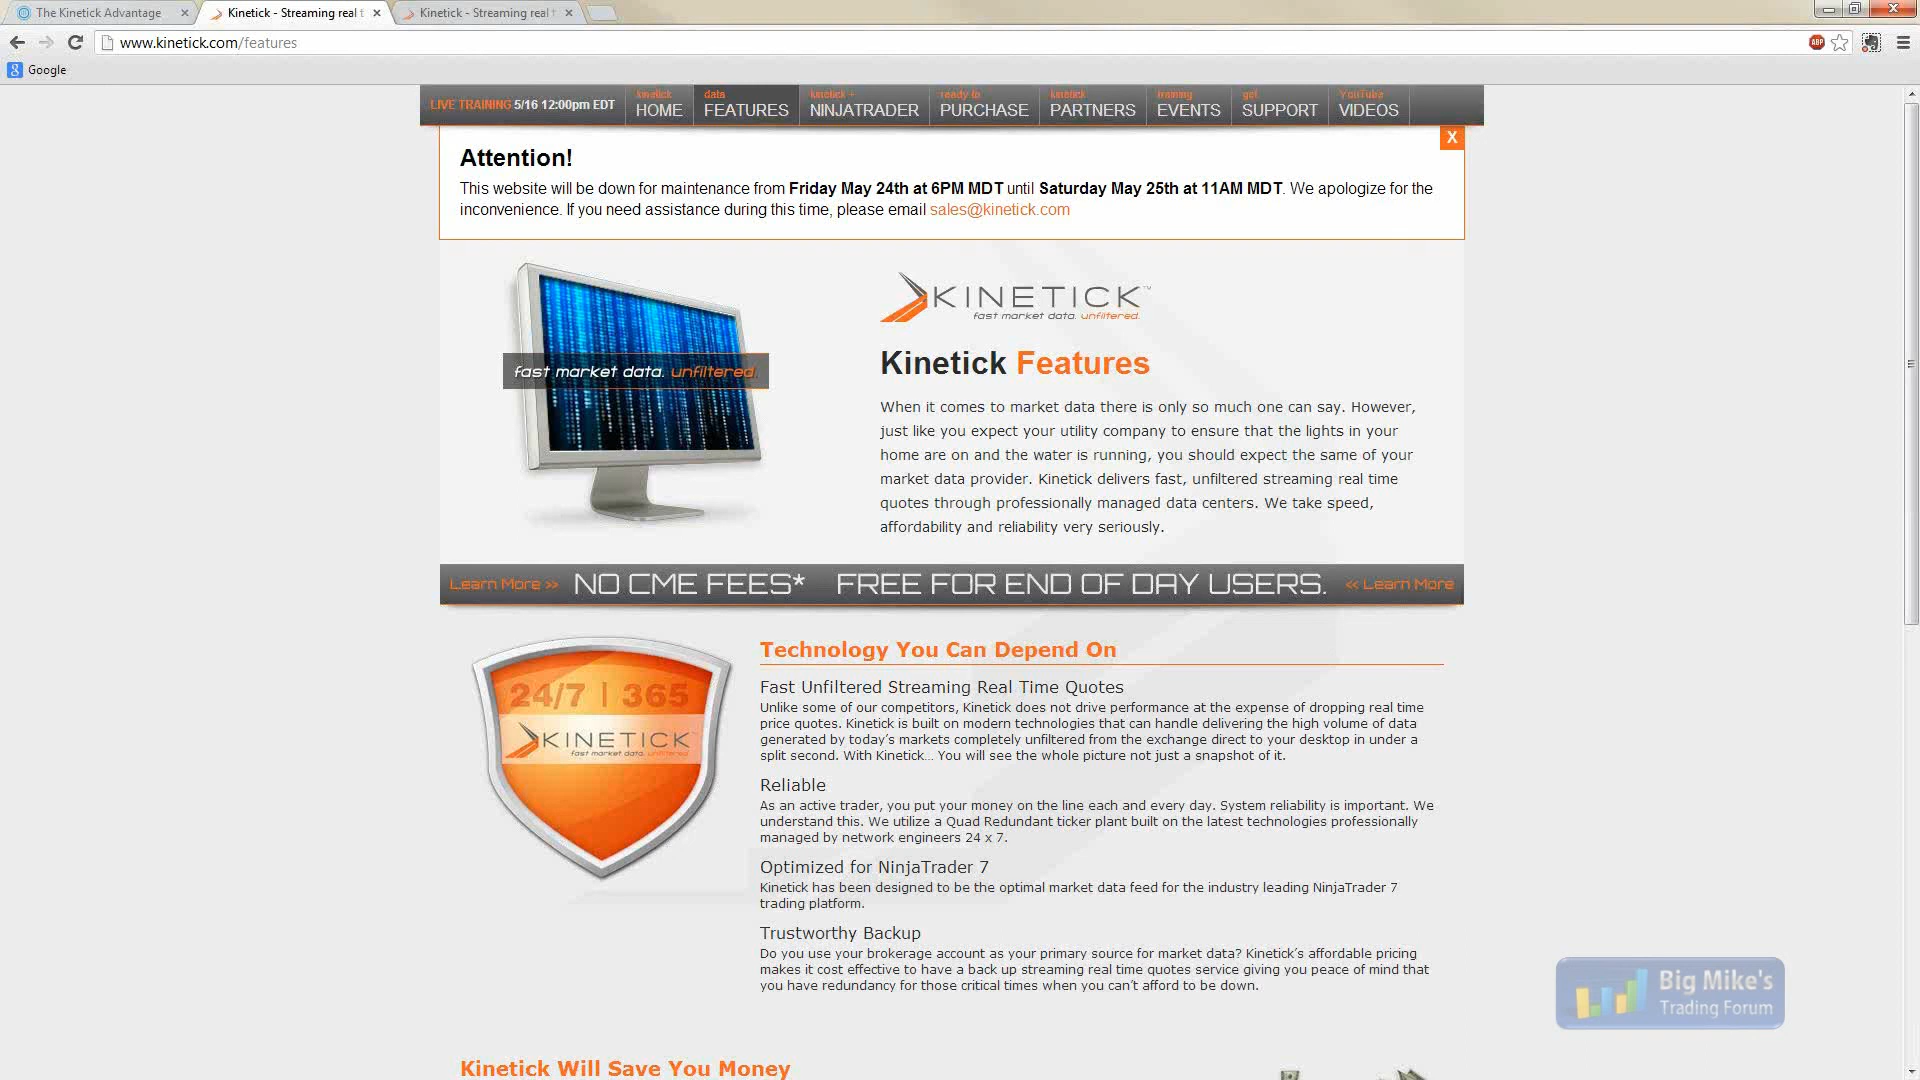 The Kinetick Advantage
Kinetick - Streaming real t
Kinetick - Streaming real t
www.kinetick.com/features
ABP
Google
LIVE TRAINING 5/16 12:00pm EDT
kinetick
HOME
data
FEATURES
kinetick +
NINJATRADER
ready to
PURCHASE
kinetick
PARTNERS
training
EVENTS
get
SUPPORT
YouTube
VIDEOS
X
Attention!
This website will be down for maintenance from Friday May 24th at 6PM MDT until Saturday May 25th at 11AM MDT. We apologize for the
inconvenience. If you need assistance during this time, please email sales@kinetick.com
fast market data. unfiltered.
KINETICK™
fast market data. unfiltered.
Kinetick Features
When it comes to market data there is only so much one can say. However,
just like you expect your utility company to ensure that the lights in your
home are on and the water is running, you should expect the same of your
market data provider. Kinetick delivers fast, unfiltered streaming real time
quotes through professionally managed data centers. We take speed,
affordability and reliability very seriously.
Learn More >> NO CME FEES* FREE FOR END OF DAY USERS. << Learn More
24/7 | 365
KINETICK
fast market data. unfiltered.
Technology You Can Depend On
Fast Unfiltered Streaming Real Time Quotes
Unlike some of our competitors, Kinetick does not drive performance at the expense of dropping real time
price quotes. Kinetick is built on modern technologies that can handle delivering the high volume of data
generated by today's markets completely unfiltered from the exchange direct to your desktop in under a
split second. With Kinetick... You will see the whole picture not just a snapshot of it.
Reliable
As an active trader, you put your money on the line each and every day. System reliability is important. We
understand this. We utilize a Quad Redundant ticker plant built on the latest technologies professionally
managed by network engineers 24 x 7.
Optimized for NinjaTrader 7
Kinetick has been designed to be the optimal market data feed for the industry leading NinjaTrader 7
trading platform.
Trustworthy Backup
Do you use your brokerage account as your primary source for market data? Kinetick's affordable pricing
makes it cost effective to have a back up streaming real time quotes service giving you peace of mind that
you have redundancy for those critical times when you can't afford to be down.
Big Mike's
Trading Forum
Kinetick Will Save You Money